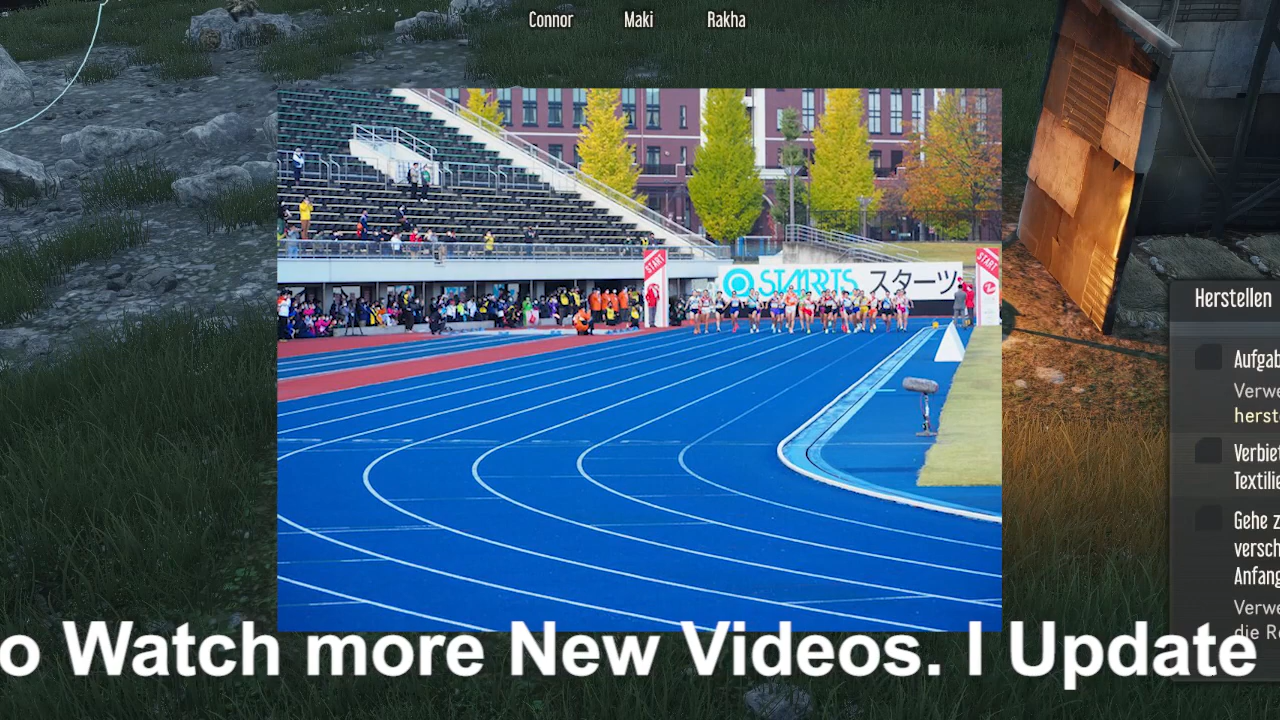 Connor Maki Rakha
START
START
STARTS スターツ
Herstellen
Aufgab
Verwe
herst
Verbiet
Textilie
Gehe z
versch
Anfang
Verwe
die R
o Watch more New Videos. I Update